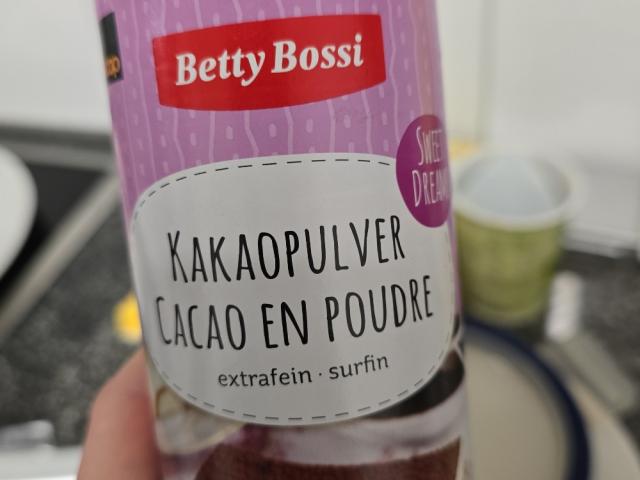 Betty Bossi
SWEET
DREAMS
KAKAOPULVER
CACAO EN POUDRE
extrafein · surfin